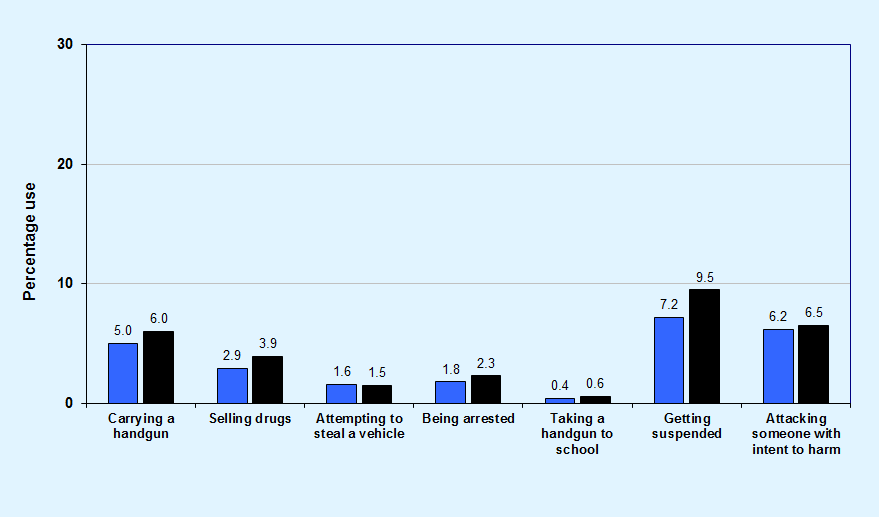 30
20
10
0
Percentage use
5.0
6.0
2.9
3.9
1.6
1.5
1.8
2.3
0.4
0.6
7.2
9.5
6.2
6.5
Carrying a
handgun
Selling drugs
Attempting to
steal a vehicle
Being arrested
Taking a
handgun to
school
Getting
suspended
Attacking
someone with
intent to harm